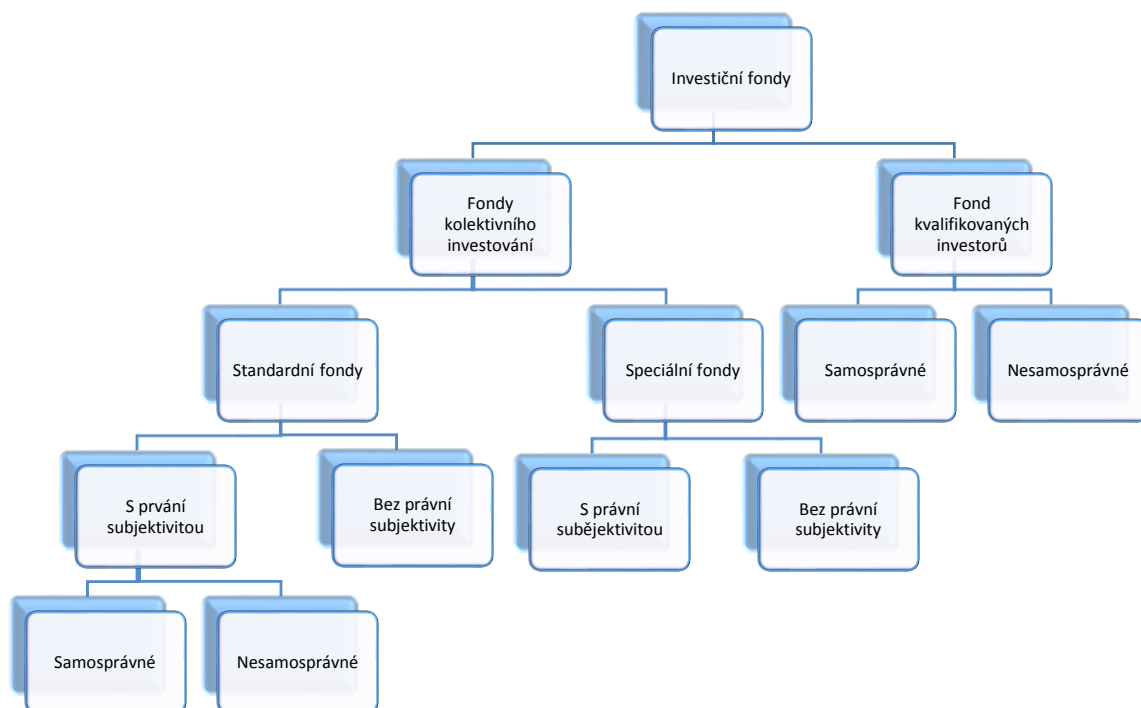 Investiční fondy
Fondy
kolektivního
investování
Fond
kvalifikovaných
investorů
Standardní fondy
Speciální fondy
Samosprávné
Nesamosprávné
S prvání
subjektivitou
Bez právní
subjektivity
S právní
subějektivitou
Bez právní
subjektivity
Samosprávné
Nesamosprávné